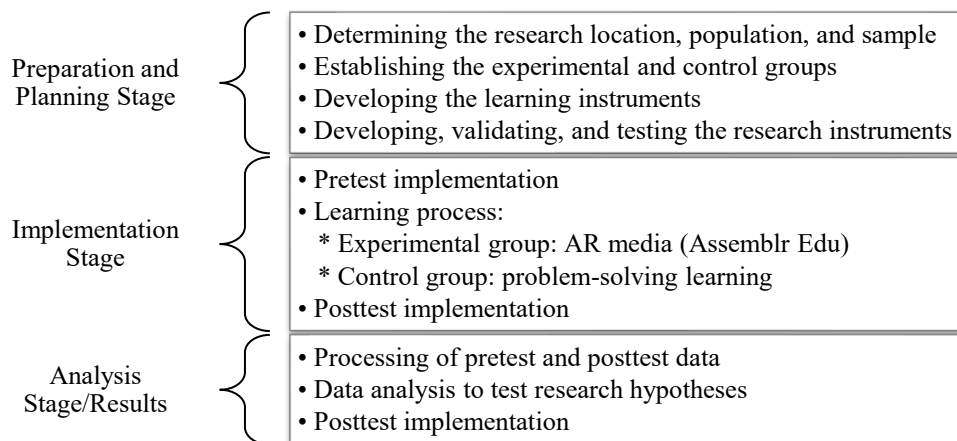 Preparation and
Planning Stage
• Determining the research location, population, and sample
• Establishing the experimental and control groups
• Developing the learning instruments
• Developing, validating, and testing the research instruments
Implementation
Stage
• Pretest implementation
• Learning process:
* Experimental group: AR media (Assemblr Edu)
* Control group: problem-solving learning
• Posttest implementation
Analysis
Stage/Results
• Processing of pretest and posttest data
• Data analysis to test research hypotheses
• Posttest implementation